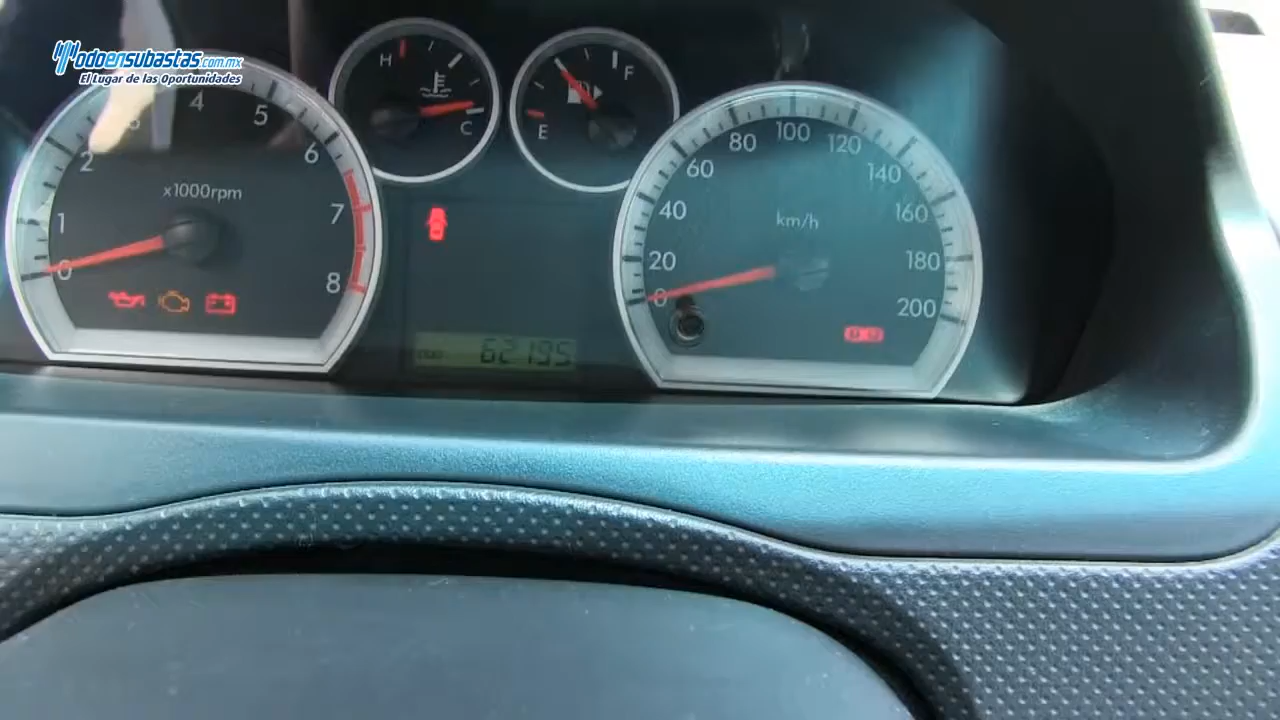 Todoensubastas.com.mx
El Lugar de las Oportunidades
H
C
F
E
0
1
2
3
4
5
6
7
8
x1000rpm
0
20
40
60
80
100
120
140
160
180
200
km/h
62195